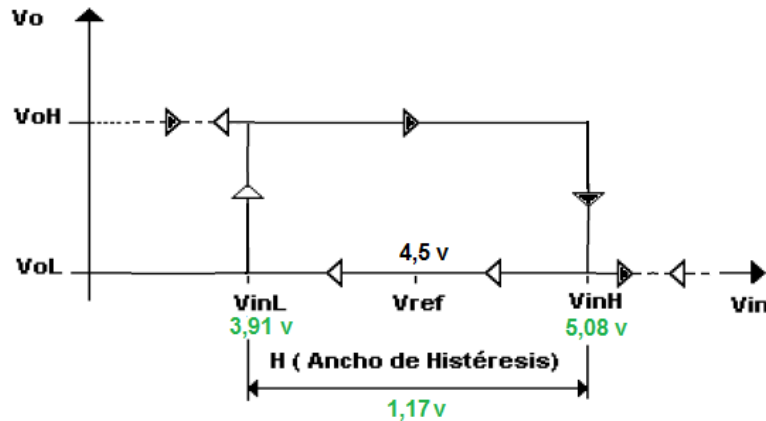 Vo
VoH
VoL
4,5 v
VinL
Vref
VinH
Vin
3,91 v
5,08 v
H ( Ancho de Histéresis)
1,17 v